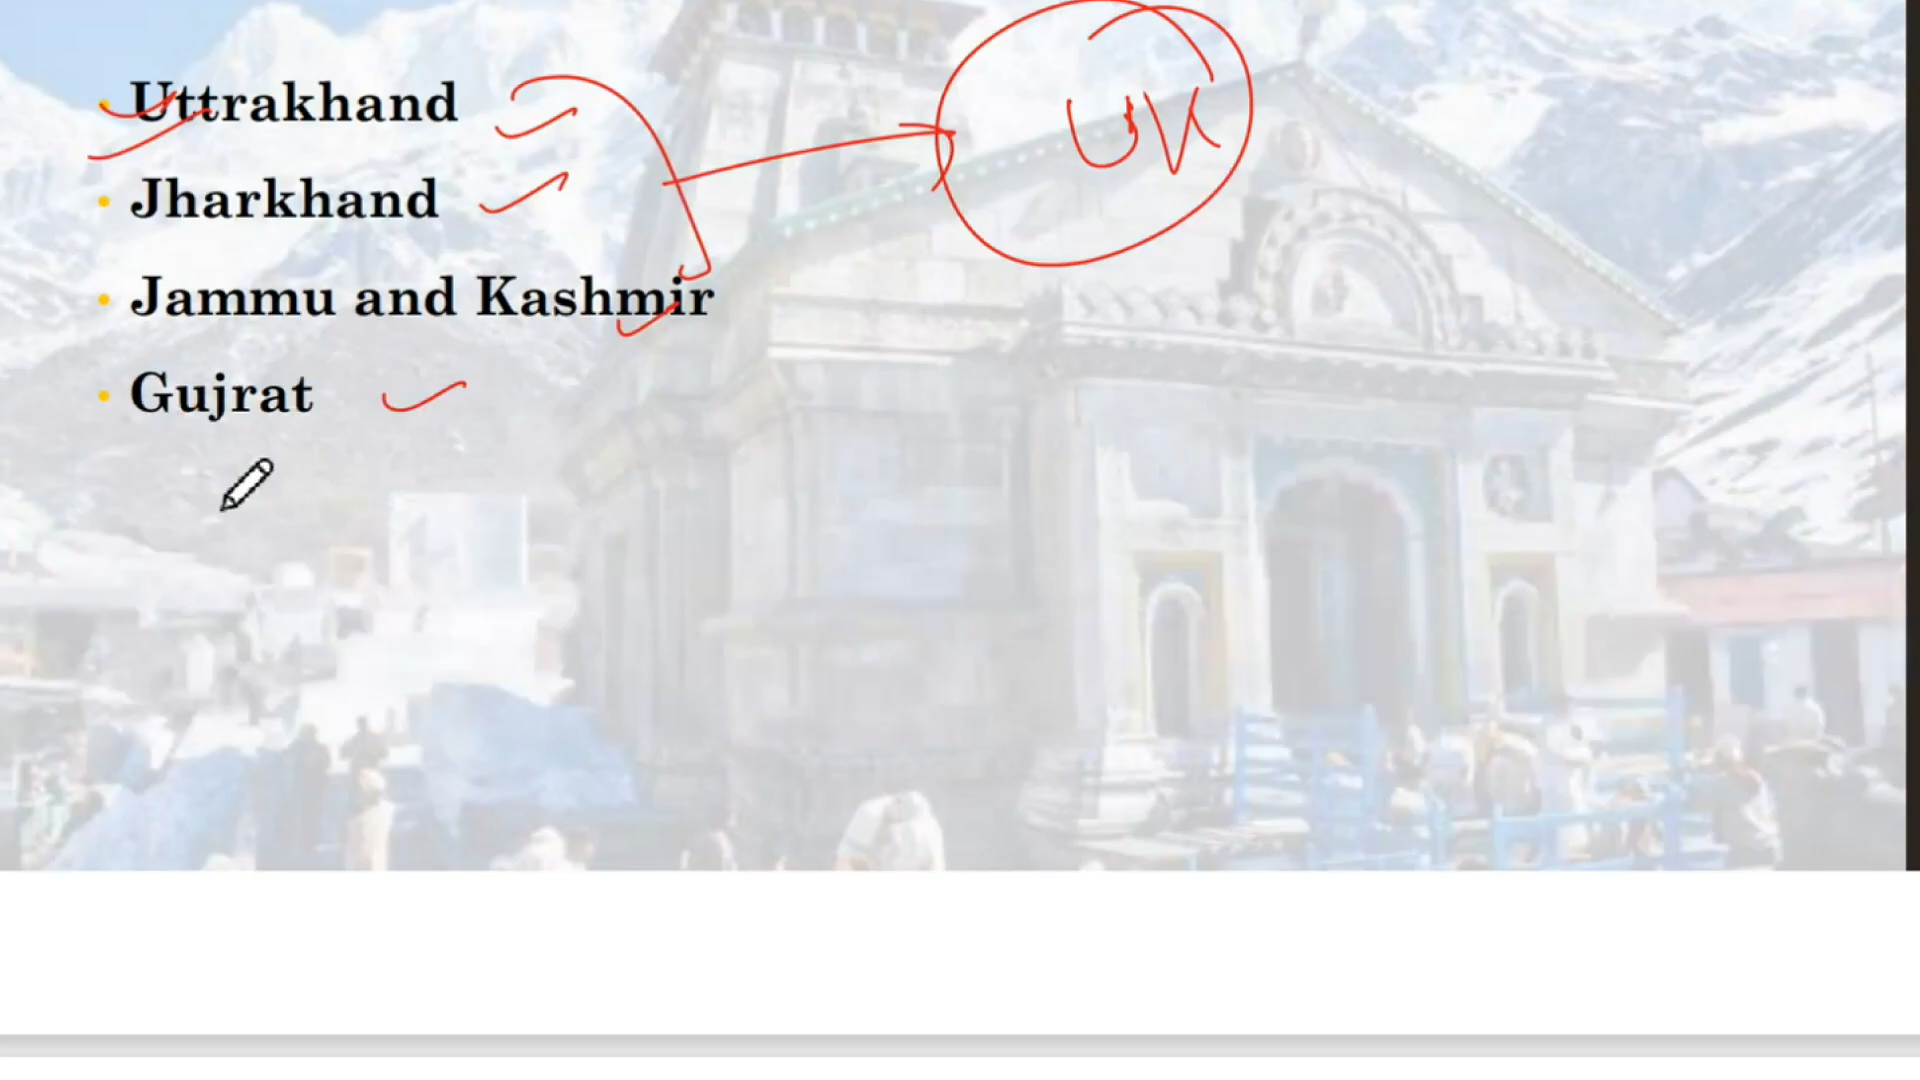 Uttrakhand
UK
Jharkhand
Jammu and Kashmir
Gujrat